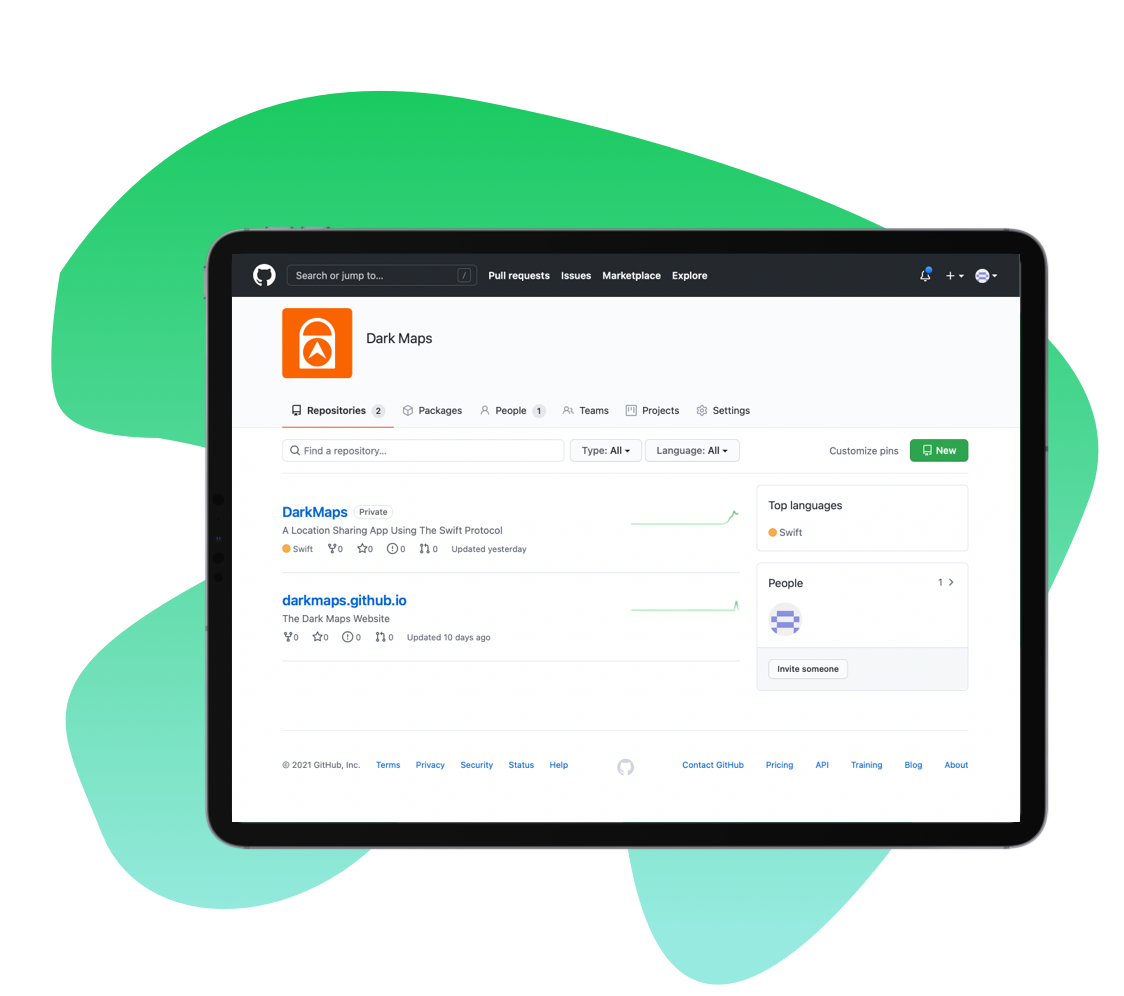 Search or jump to... / Pull requests Issues Marketplace Explore
Dark Maps
Repositories 2 Packages People 1 Teams Projects Settings
Find a repository... Type: All Language: All Customize pins New
DarkMaps Private
A Location Sharing App Using The Swift Protocol
Swift 0 0 0 0 Updated yesterday
darkmaps.github.io
The Dark Maps Website
0 0 0 0 Updated 10 days ago
Top languages
Swift
People 1
Invite someone
© 2021 GitHub, Inc. Terms Privacy Security Status Help Contact GitHub Pricing API Training Blog About